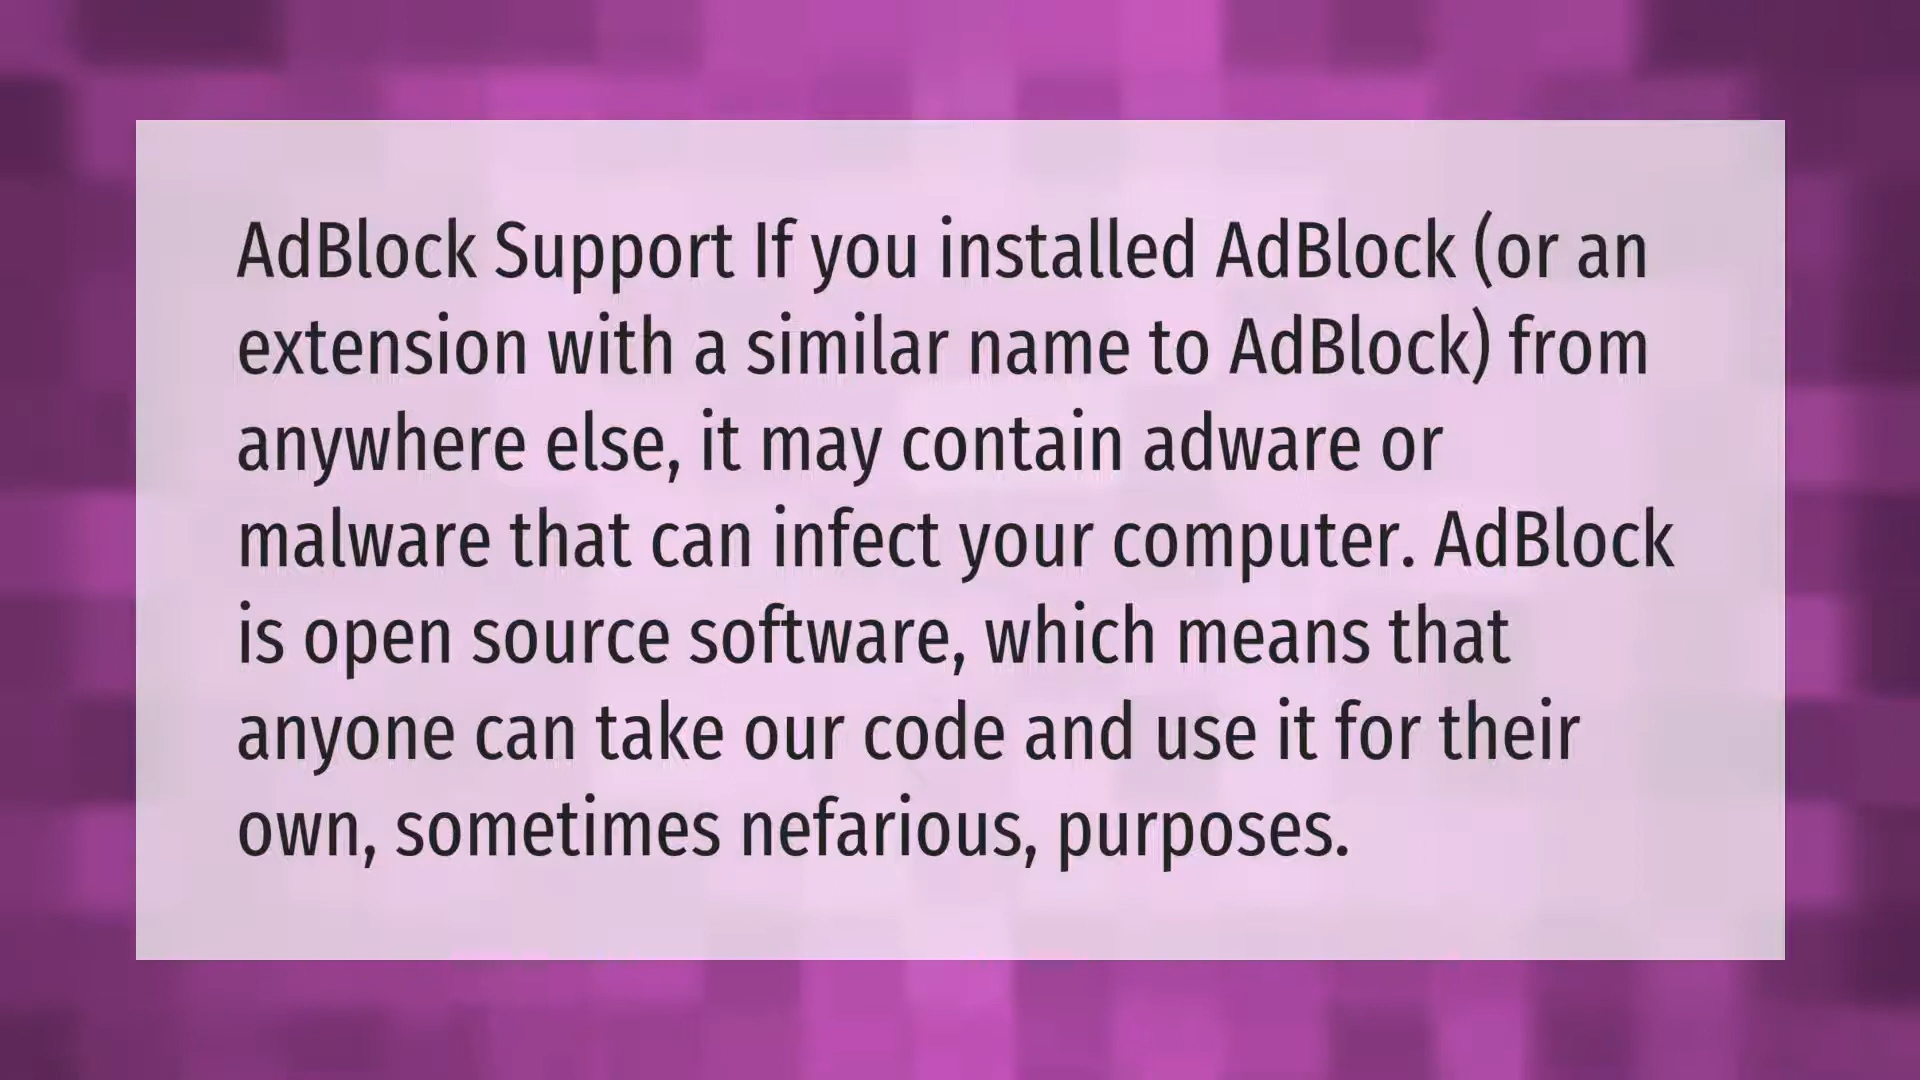 AdBlock Support If you installed AdBlock (or an
extension with a similar name to AdBlock) from
anywhere else, it may contain adware or
malware that can infect your computer. AdBlock
is open source software, which means that
anyone can take our code and use it for their
own, sometimes nefarious, purposes.